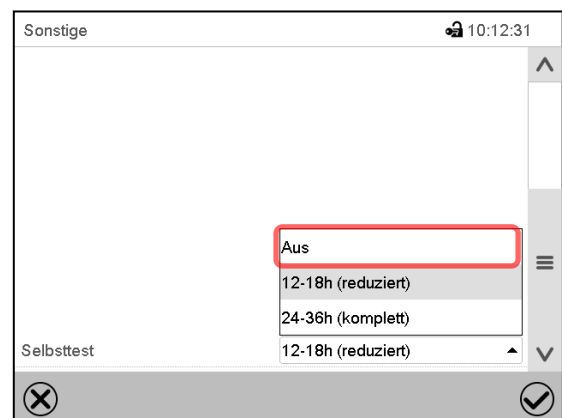 Sonstige 10:12:31
Aus
12-18h (reduziert)
24-36h (komplett)
Selbsttest 12-18h (reduziert)